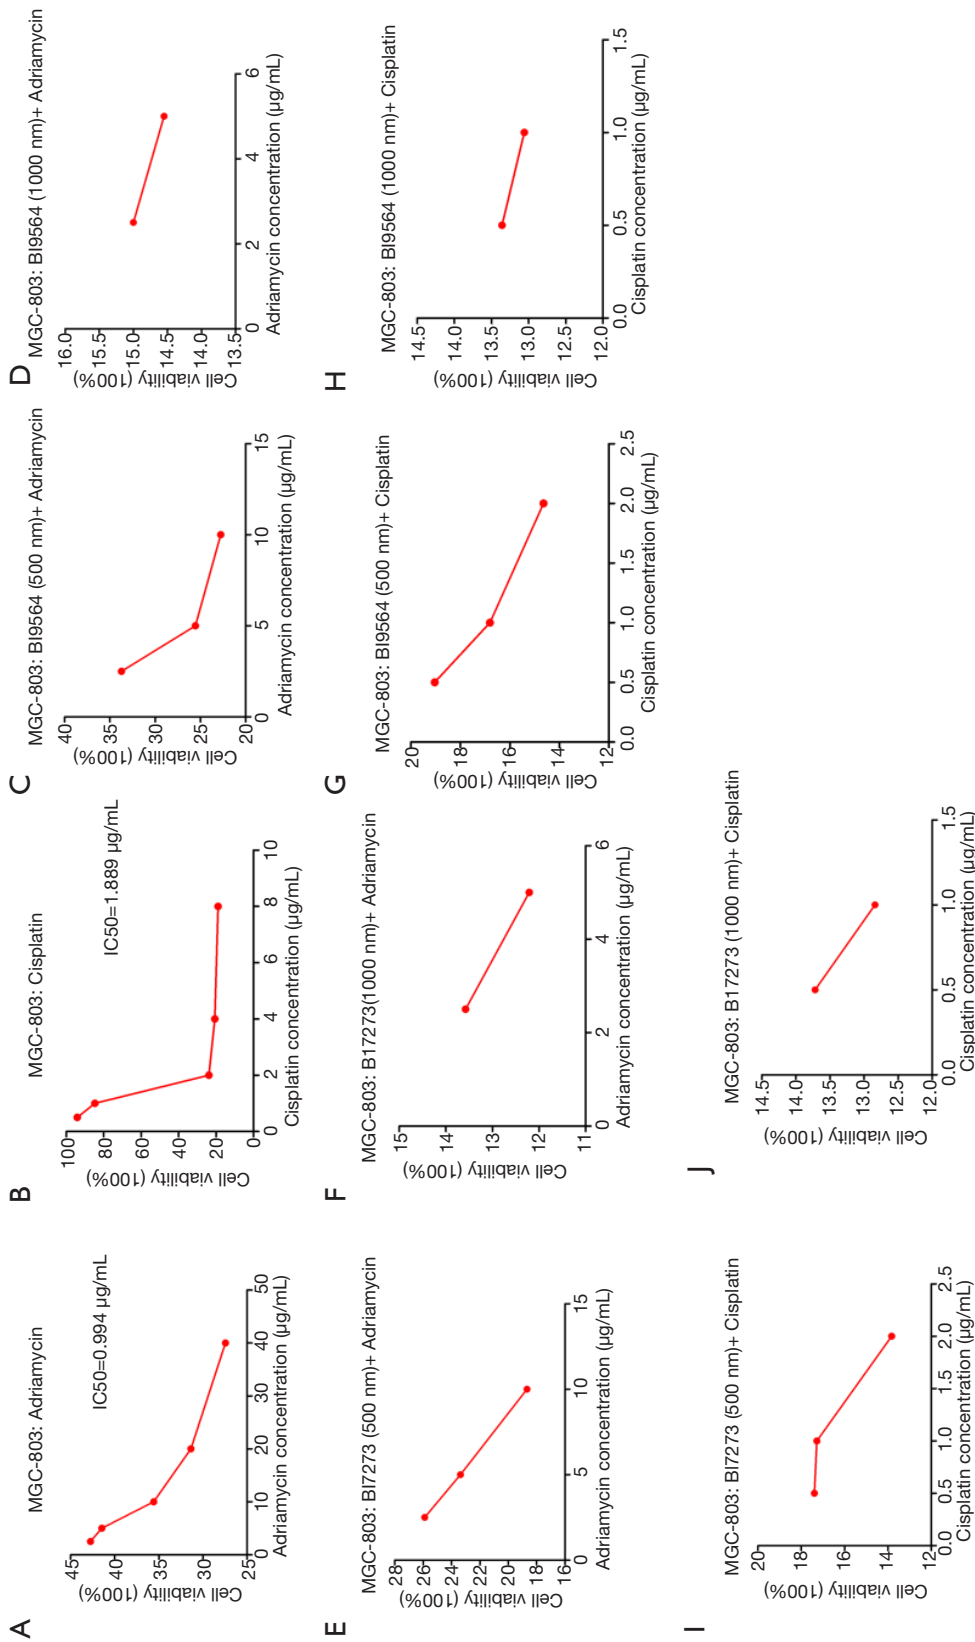 A
MGC-803: Adriamycin
IC50=0.994 µg/mL
Cell viability (100%)
45
40
35
30
25
0 10 20 30 40 50
Adriamycin concentration (µg/mL)
B
MGC-803: Cisplatin
IC50=1.889 µg/mL
Cell viability (100%)
100
80
60
40
20
0
0 2 4 6 8 10
Cisplatin concentration (µg/mL)
C
MGC-803: BI9564 (500 nm)+ Adriamycin
Cell viability (100%)
40
35
30
25
20
0 5 10 15
Adriamycin concentration (µg/mL)
D
MGC-803: BI9564 (1000 nm)+ Adriamycin
Cell viability (100%)
16.0
15.5
15.0
14.5
14.0
13.5
0 2 4 6
Adriamycin concentration (µg/mL)
E
MGC-803: BI7273 (500 nm)+ Adriamycin
Cell viability (100%)
28
26
24
22
20
18
16
0 5 10 15
Adriamycin concentration (µg/mL)
F
MGC-803: B17273(1000 nm)+ Adriamycin
Cell viability (100%)
15
14
13
12
11
0 2 4 6
Adriamycin concentration (µg/mL)
G
MGC-803: BI9564 (500 nm)+ Cisplatin
Cell viability (100%)
20
18
16
14
12
0.0 0.5 1.0 1.5 2.0 2.5
Cisplatin concentration (µg/mL)
H
MGC-803: BI9564 (1000 nm)+ Cisplatin
Cell viability (100%)
14.5
14.0
13.5
13.0
12.5
12.0
0.0 0.5 1.0 1.5
Cisplatin concentration (µg/mL)
I
MGC-803: BI7273 (500 nm)+ Cisplatin
Cell viability (100%)
20
18
16
14
12
0.0 0.5 1.0 1.5 2.0 2.5
Cisplatin concentration (µg/mL)
J
MGC-803: B17273 (1000 nm)+ Cisplatin
Cell viability (100%)
14.5
14.0
13.5
13.0
12.5
12.0
0.0 0.5 1.0 1.5
Cisplatin concentration (µg/mL)